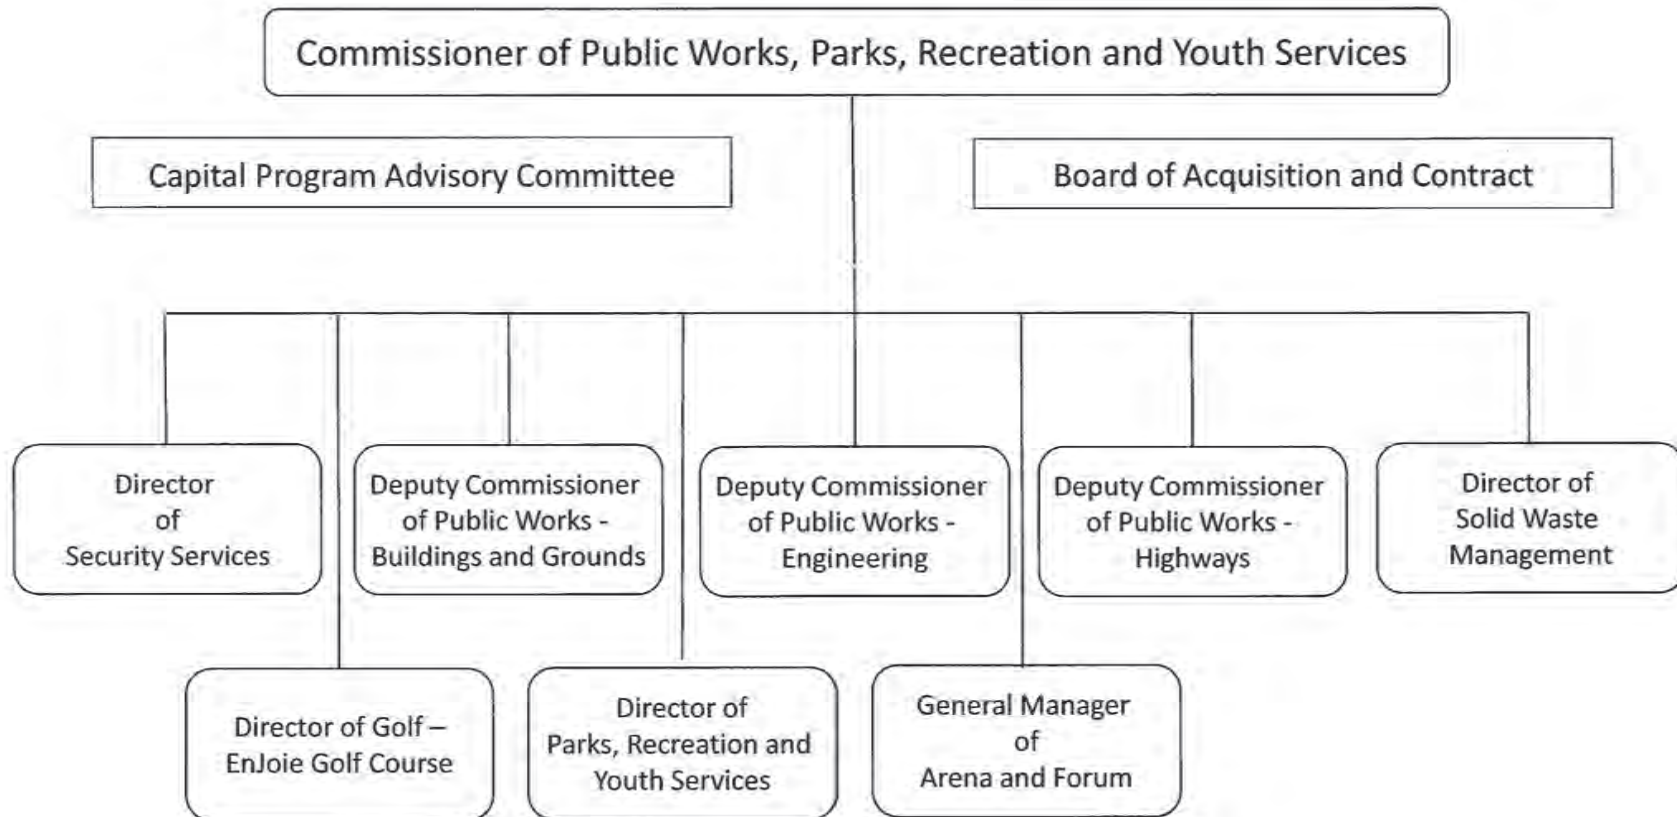 Commissioner of Public Works, Parks, Recreation and Youth Services
Capital Program Advisory Committee
Board of Acquisition and Contract
Director
of
Security Services
Deputy Commissioner
of Public Works -
Buildings and Grounds
Deputy Commissioner
of Public Works -
Engineering
Deputy Commissioner
of Public Works -
Highways
Director of
Solid Waste
Management
Director of Golf –
EnJoie Golf Course
Director of
Parks, Recreation and
Youth Services
General Manager
of
Arena and Forum